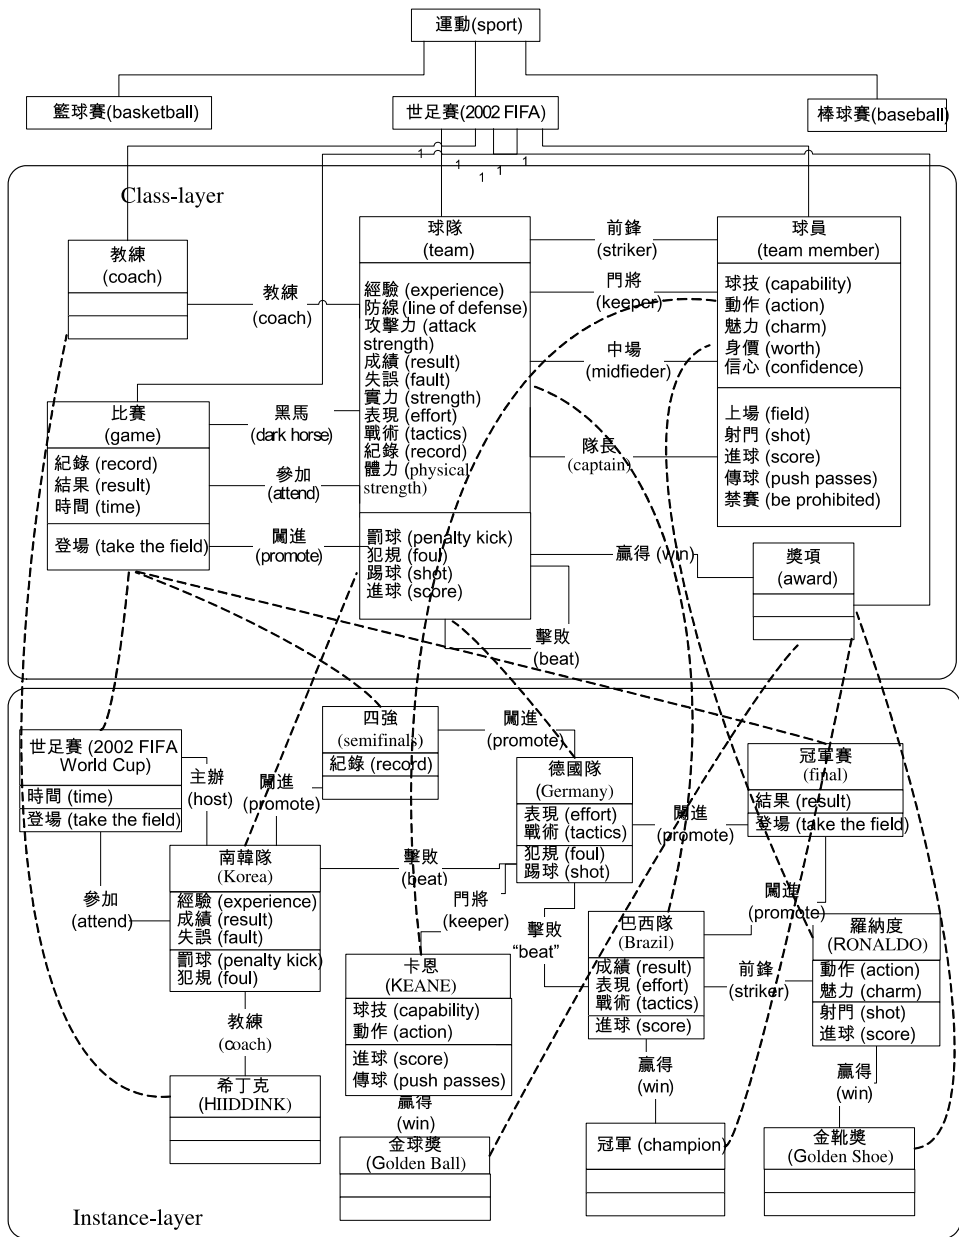 運動(sport)
籃球賽(basketball)
世足賽(2002 FIFA)
棒球賽(baseball)
1
1
1
1
1
Class-layer
教練
(coach)
教練
(coach)
球隊
(team)
經驗 (experience)
防線 (line of defense)
攻擊力 (attack
strength)
成績 (result)
失誤 (fault)
實力 (strength)
表現 (effort)
戰術 (tactics)
紀錄 (record)
體力 (physical
strength)
罰球 (penalty kick)
犯規 (foul)
踢球 (shot)
進球 (score)
前鋒
(striker)
門將
(keeper)
中場
(midfieder)
隊長
(captain)
球員
(team member)
球技 (capability)
動作 (action)
魅力 (charm)
身價 (worth)
信心 (confidence)
上場 (field)
射門 (shot)
進球 (score)
傳球 (push passes)
禁賽 (be prohibited)
比賽
(game)
紀錄 (record)
結果 (result)
時間 (time)
登場 (take the field)
黑馬
(dark horse)
參加
(attend)
闖進
(promote)
贏得 (win)
獎項
(award)
擊敗
(beat)
世足賽 (2002 FIFA
World Cup)
時間 (time)
登場 (take the field)
主辦
(host)
闖進
(promote)
四強
(semifinals)
紀錄 (record)
闖進
(promote)
德國隊
(Germany)
表現 (effort)
戰術 (tactics)
犯規 (foul)
踢球 (shot)
闖進
(promote)
冠軍賽
(final)
結果 (result)
登場 (take the field)
參加
(attend)
南韓隊
(Korea)
經驗 (experience)
成績 (result)
失誤 (fault)
罰球 (penalty kick)
犯規 (foul)
擊敗
(beat)
門將
(keeper)
擊敗
“beat”
巴西隊
(Brazil)
成績 (result)
表現 (effort)
戰術 (tactics)
進球 (score)
闖進
(promote)
前鋒
(striker)
羅納度
(RONALDO)
動作 (action)
魅力 (charm)
射門 (shot)
進球 (score)
卡恩
(KEANE)
球技 (capability)
動作 (action)
進球 (score)
傳球 (push passes)
教練
(coach)
希丁克
(HIIDDINK)
贏得
(win)
金球獎
(Golden Ball)
贏得
(win)
冠軍 (champion)
贏得
(win)
金靴獎
(Golden Shoe)
Instance-layer